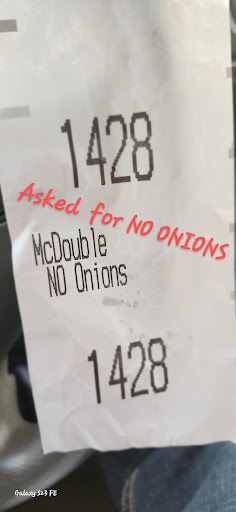 1428
Asked for NO ONIONS
McDouble
NO Onions
1428
Galaxy S23 FE